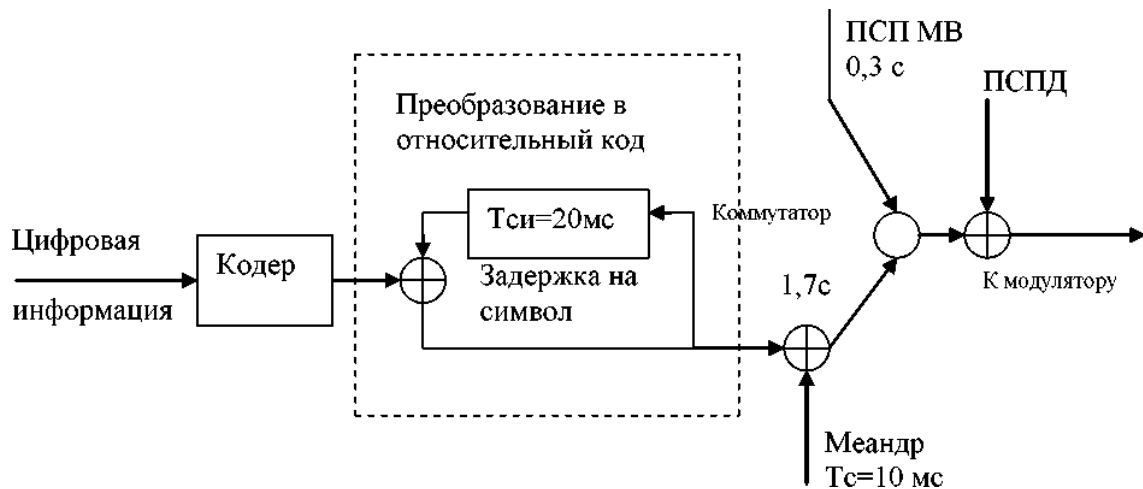 ПСП МВ
0,3 с
ПСПД
Преобразование в
относительный код
Тси=20мс
Коммутатор
Цифровая
информация
Кодер
Задержка на
символ
1,7с
К модулятору
Меандр
Тс=10 мс